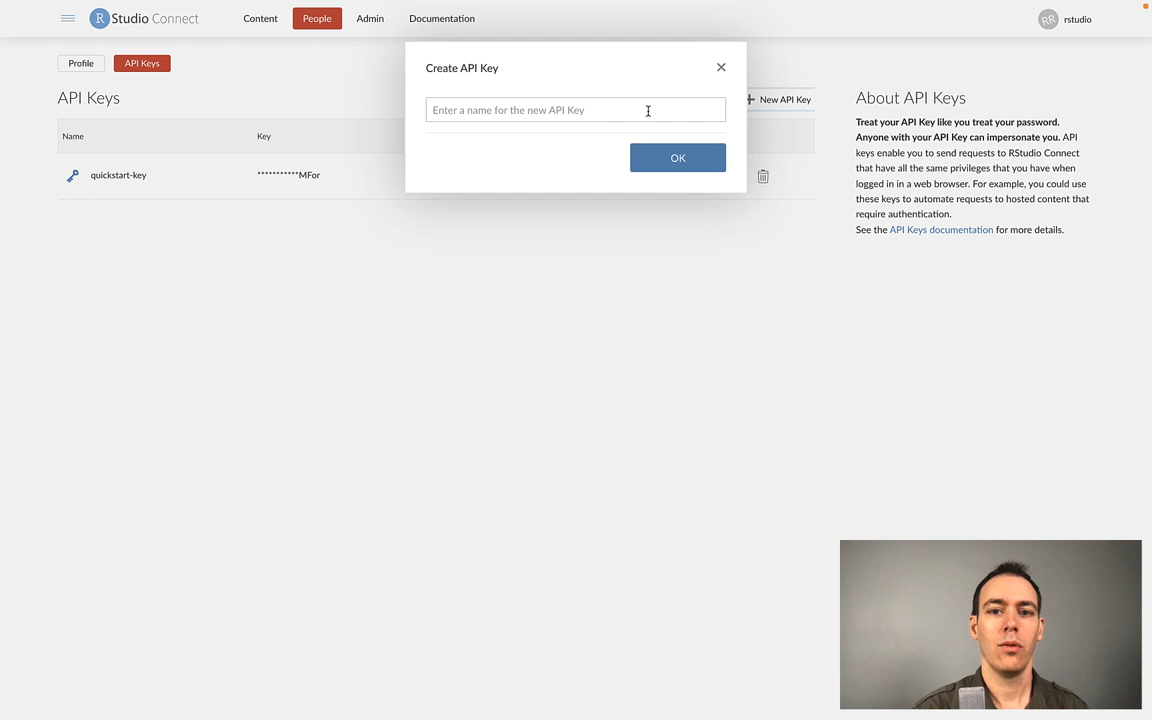 R Studio Connect
Content
People
Admin
Documentation
RR
rstudio
Profile
API Keys
Create API Key
Enter a name for the new API Key
OK
API Keys
New API Key
Name
Key
quickstart-key
***********MFor
About API Keys
Treat your API Key like you treat your password.
Anyone with your API Key can impersonate you. API
keys enable you to send requests to RStudio Connect
that have all the same privileges that you have when
logged in in a web browser. For example, you could use
these keys to automate requests to hosted content that
require authentication.
See the API Keys documentation for more details.